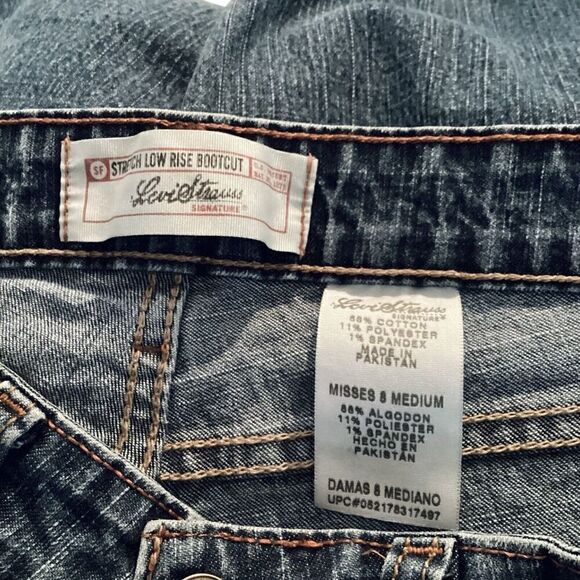 SF STRETCH LOW RISE BOOTCUT
Levi Strauss
SIGNATURE
Levi Strauss
SIGNATURE
88% COTTON
11% POLYESTER
1% SPANDEX
MADE IN
PAKISTAN
MISSES 8 MEDIUM
88% ALGODON
11% POLIESTER
1% SPANDEX
HECHO EN
PAKISTAN
DAMAS 8 MEDIANO
UPC#052178317497